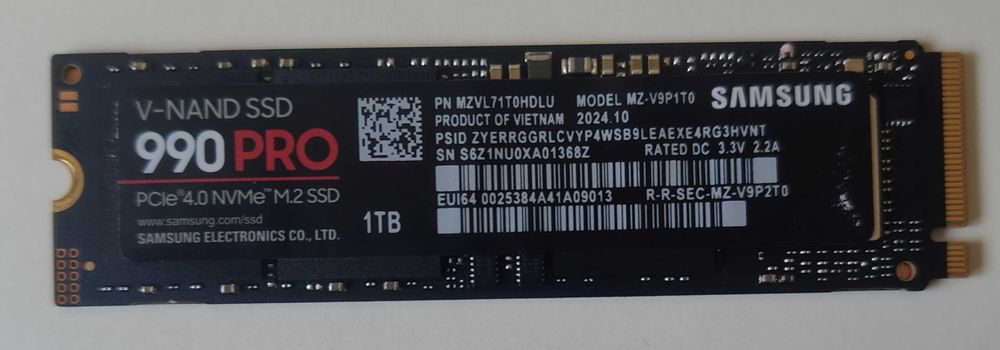 V-NAND SSD
990 PRO
PCIe®4.0 NVMe™ M.2 SSD
www.samsung.com/ssd
SAMSUNG ELECTRONICS CO., LTD.
1TB
PN MZVL71T0HDLU MODEL MZ-V9P1T0 SAMSUNG
PRODUCT OF VIETNAM 2024.10
PSID ZYERRGGRLCVYP4WSB9LEAEXE4RG3HVNT
SN S6Z1NU0XA01368Z RATED DC 3.3V 2.2A
EUI64 0025384A41A09013 R-R-SEC-MZ-V9P2T0